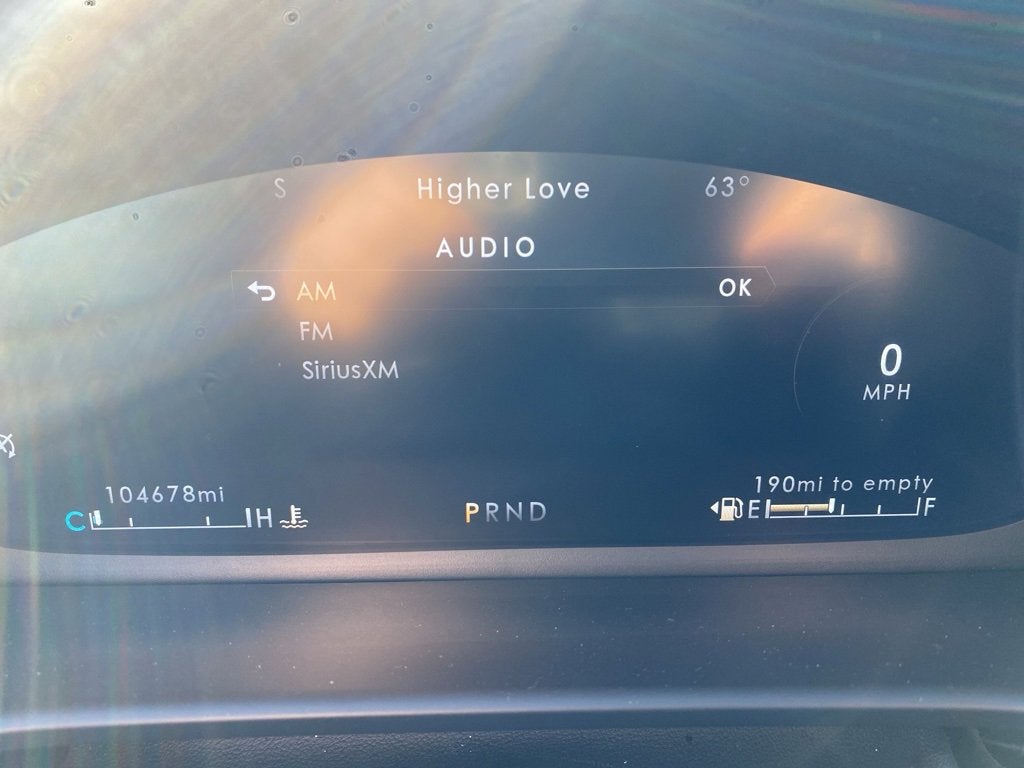 S Higher Love 63°
AUDIO
AM OK
FM
SiriusXM
0
MPH
104678mi
190mi to empty
C H
PRND
E F